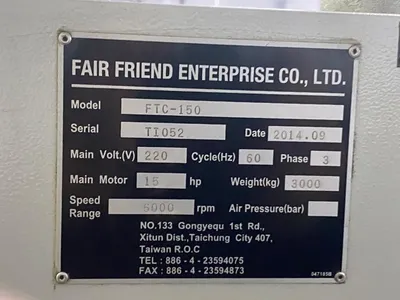 FAIR FRIEND ENTERPRISE CO., LTD.
Model FTC-150
Serial TI052 Date 2014.09
Main Volt.(V) 220 Cycle(Hz) 60 Phase 3
Main Motor 15 hp Weight(kg) 3000
Speed Range 5000 rpm Air Pressure(bar)
NO.133 Gongyequ 1st Rd.,
Xitun Dist.,Taichung City 407,
Taiwan R.O.C
TEL : 886 - 4 - 23594075
FAX : 886 - 4 - 23594873